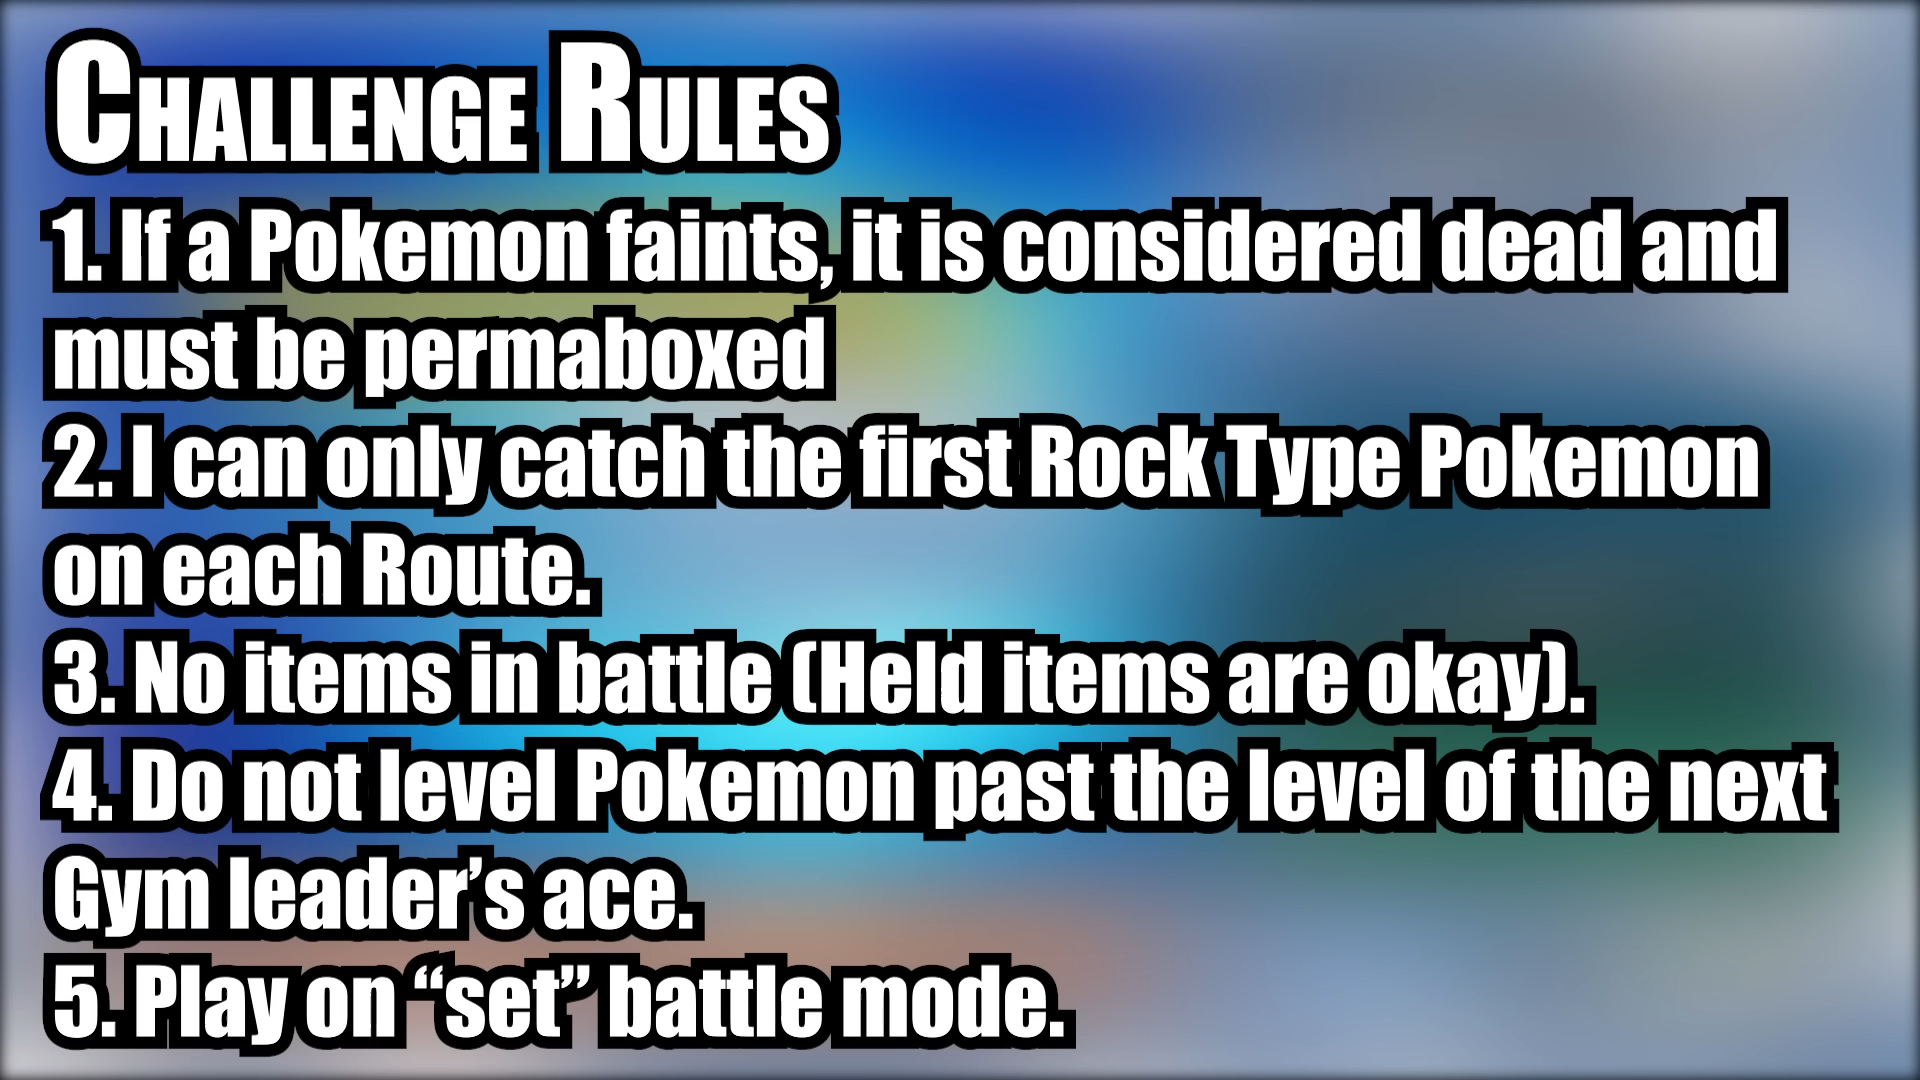 Challenge Rules
1. If a Pokemon faints, it is considered dead and
must be permaboxed
2. I can only catch the first Rock Type Pokemon
on each Route.
3. No items in battle (Held items are okay).
4. Do not level Pokemon past the level of the next
Gym leader’s ace.
5. Play on “set” battle mode.